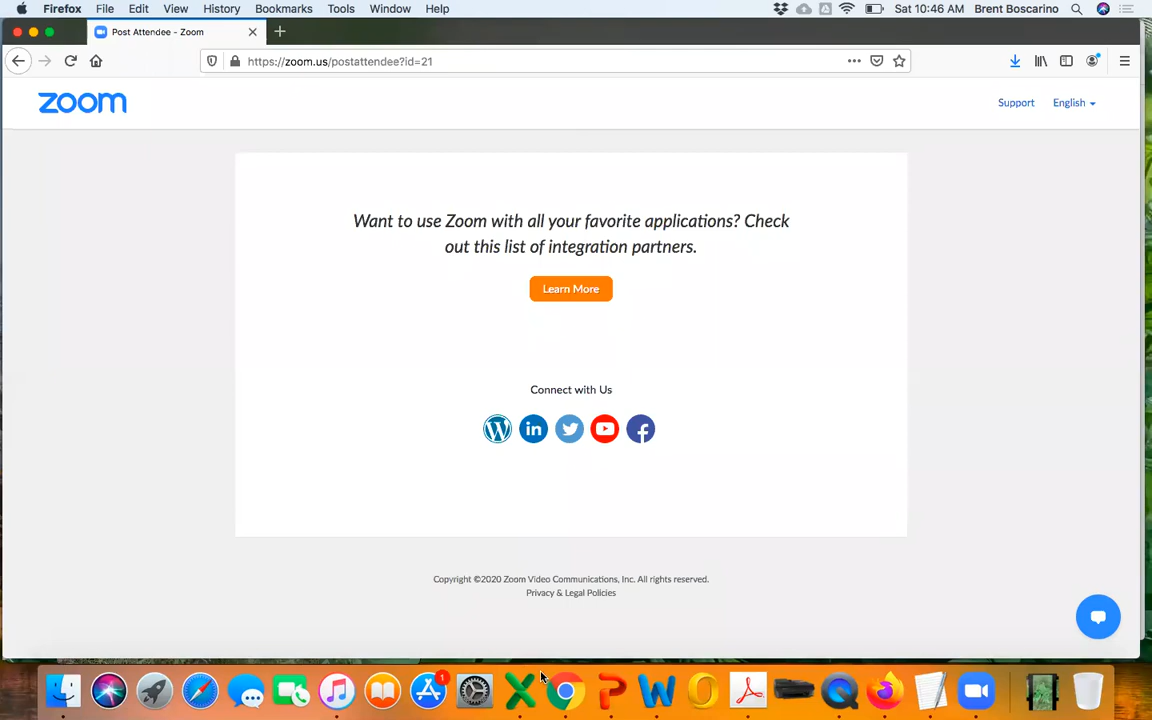 Firefox File Edit View History Bookmarks Tools Window Help Sat 10:46 AM Brent Boscarino
Post Attendee - Zoom
https://zoom.us/postattendee?id=21
zoom
Support English
Want to use Zoom with all your favorite applications? Check
out this list of integration partners.
Learn More
Connect with Us
Copyright ©2020 Zoom Video Communications, Inc. All rights reserved.
Privacy & Legal Policies
1